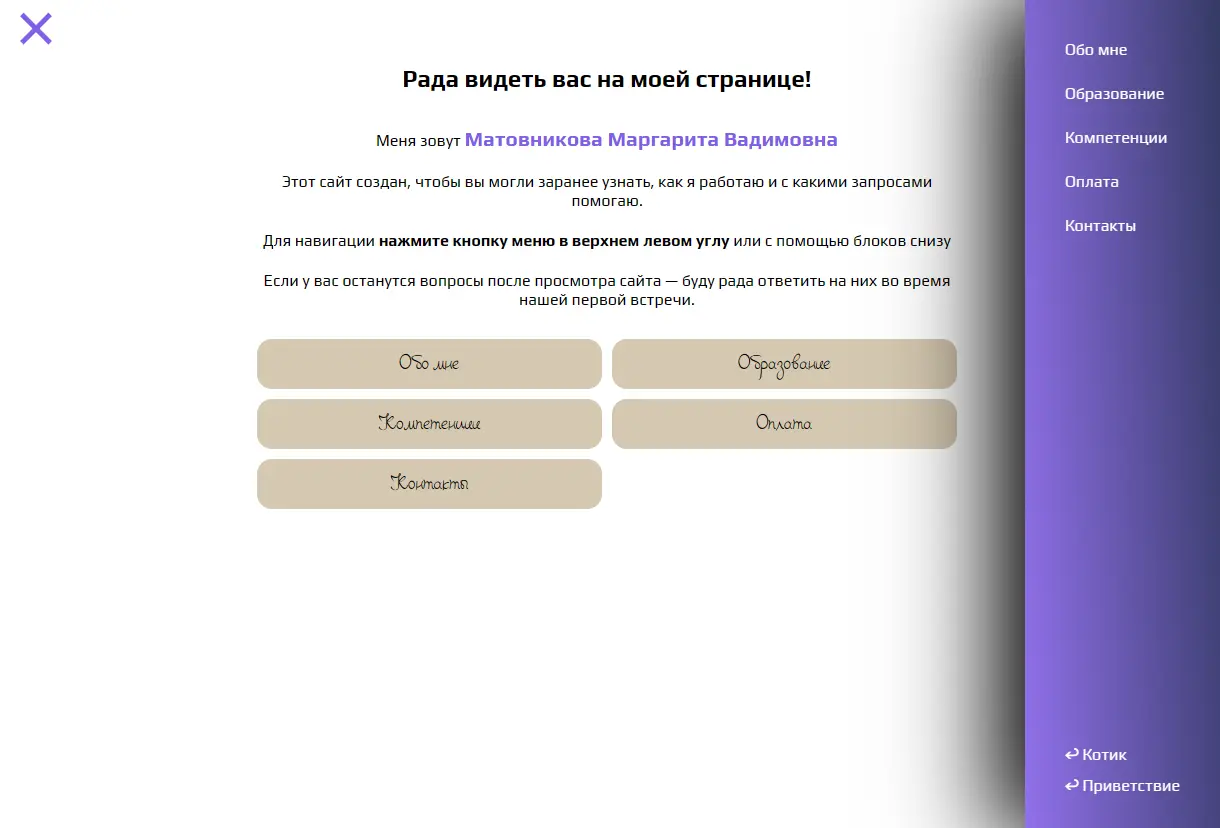 Рада видеть вас на моей странице!
Меня зовут Матовникова Маргарита Вадимовна
Этот сайт создан, чтобы вы могли заранее узнать, как я работаю и с какими запросами
помогаю.
Для навигации нажмите кнопку меню в верхнем левом углу или с помощью блоков снизу
Если у вас останутся вопросы после просмотра сайта — буду рада ответить на них во время
нашей первой встречи.
Обо мне
Образование
Компетенции
Оплата
Контакты
Обо мне
Образование
Компетенции
Оплата
Контакты
↩ Котик
↩ Приветствие